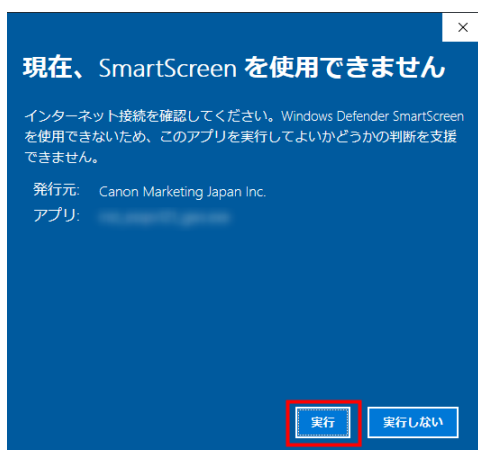 現在、SmartScreen を使用できません
インターネット接続を確認してください。Windows Defender SmartScreen
を使用できないため、このアプリを実行してよいかどうかの判断を支援
できません。
発行元: Canon Marketing Japan Inc.
アプリ:
実行 実行しない